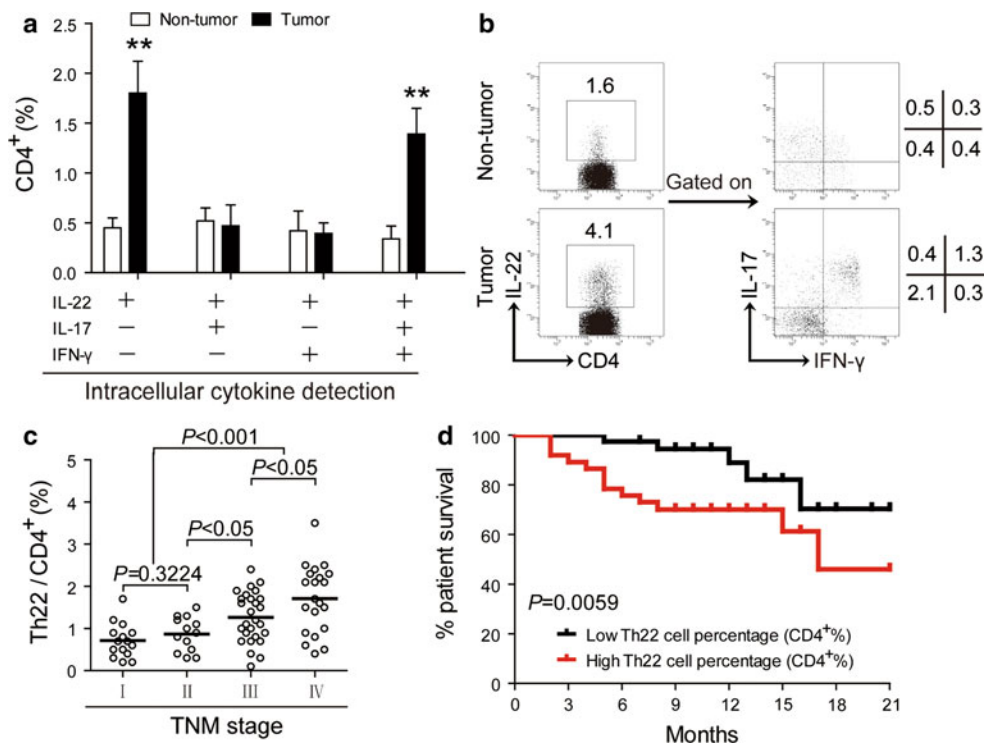 a
Non-tumor
Tumor
CD4+(%)
2.5
2.0
1.5
1.0
0.5
0.0
**
**
IL-22 + + + +
IL-17 − + − +
IFN-γ − − + +
Intracellular cytokine detection
b
Non-tumor
1.6
Gated on
0.5 0.3
0.4 0.4
Tumor
4.1
0.4 1.3
2.1 0.3
IL-22
CD4
IL-17
IFN-γ
c
P<0.001
P<0.05
P<0.05
P=0.3224
Th22 / CD4+(%)
5
4
3
2
1
0
I II III IV
TNM stage
d
% patient survival
100
80
60
40
20
0
P=0.0059
Low Th22 cell percentage (CD4+%)
High Th22 cell percentage (CD4+%)
0 3 6 9 12 15 18 21
Months